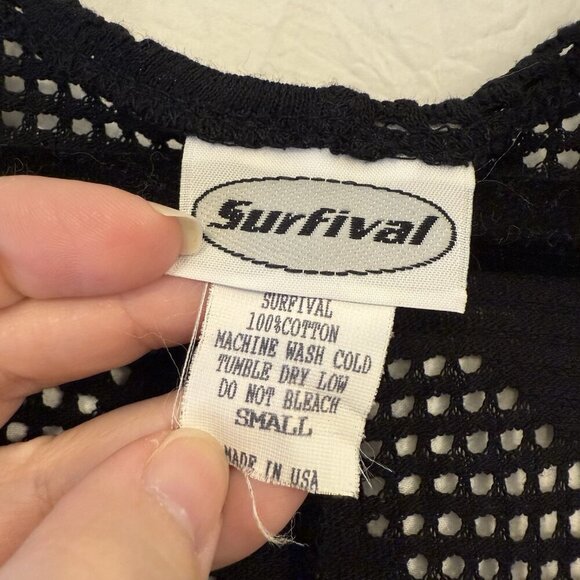 Surfival
SURFIVAL
100%COTTON
MACHINE WASH COLD
TUMBLE DRY LOW
DO NOT BLEACH
SMALL
MADE IN USA